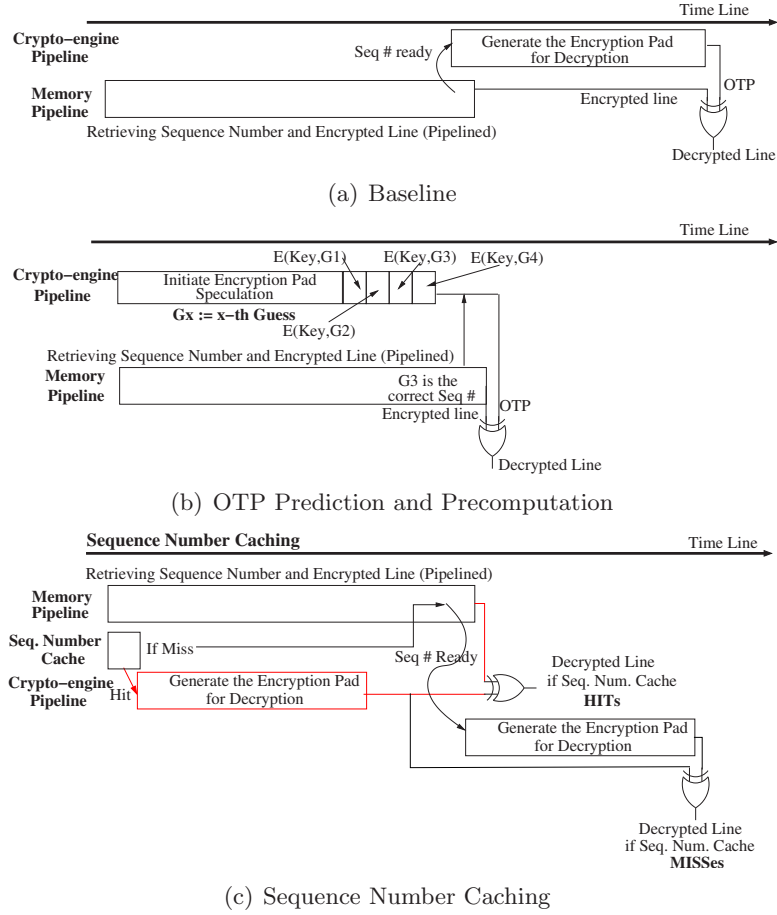 Time Line
Crypto−engine
Pipeline
Seq # ready
Generate the Encryption Pad
for Decryption
Memory
Pipeline
OTP
Encrypted line
Retrieving Sequence Number and Encrypted Line (Pipelined)
Decrypted Line
(a) Baseline
Time Line
E(Key,G1)
E(Key,G3)
E(Key,G4)
Crypto−engine
Pipeline
Initiate Encryption Pad
Speculation
Gx := x-th Guess
E(Key,G2)
Retrieving Sequence Number and Encrypted Line (Pipelined)
Memory
Pipeline
G3 is the
correct Seq #
Encrypted line
OTP
Decrypted Line
(b) OTP Prediction and Precomputation
Sequence Number Caching
Time Line
Retrieving Sequence Number and Encrypted Line (Pipelined)
Memory
Pipeline
Seq. Number
Cache
If Miss
Seq # Ready
Crypto−engine
Pipeline
Hit
Generate the Encryption Pad
for Decryption
Decrypted Line
if Seq. Num. Cache
HITs
Generate the Encryption Pad
for Decryption
Decrypted Line
if Seq. Num. Cache
MISSes
(c) Sequence Number Caching